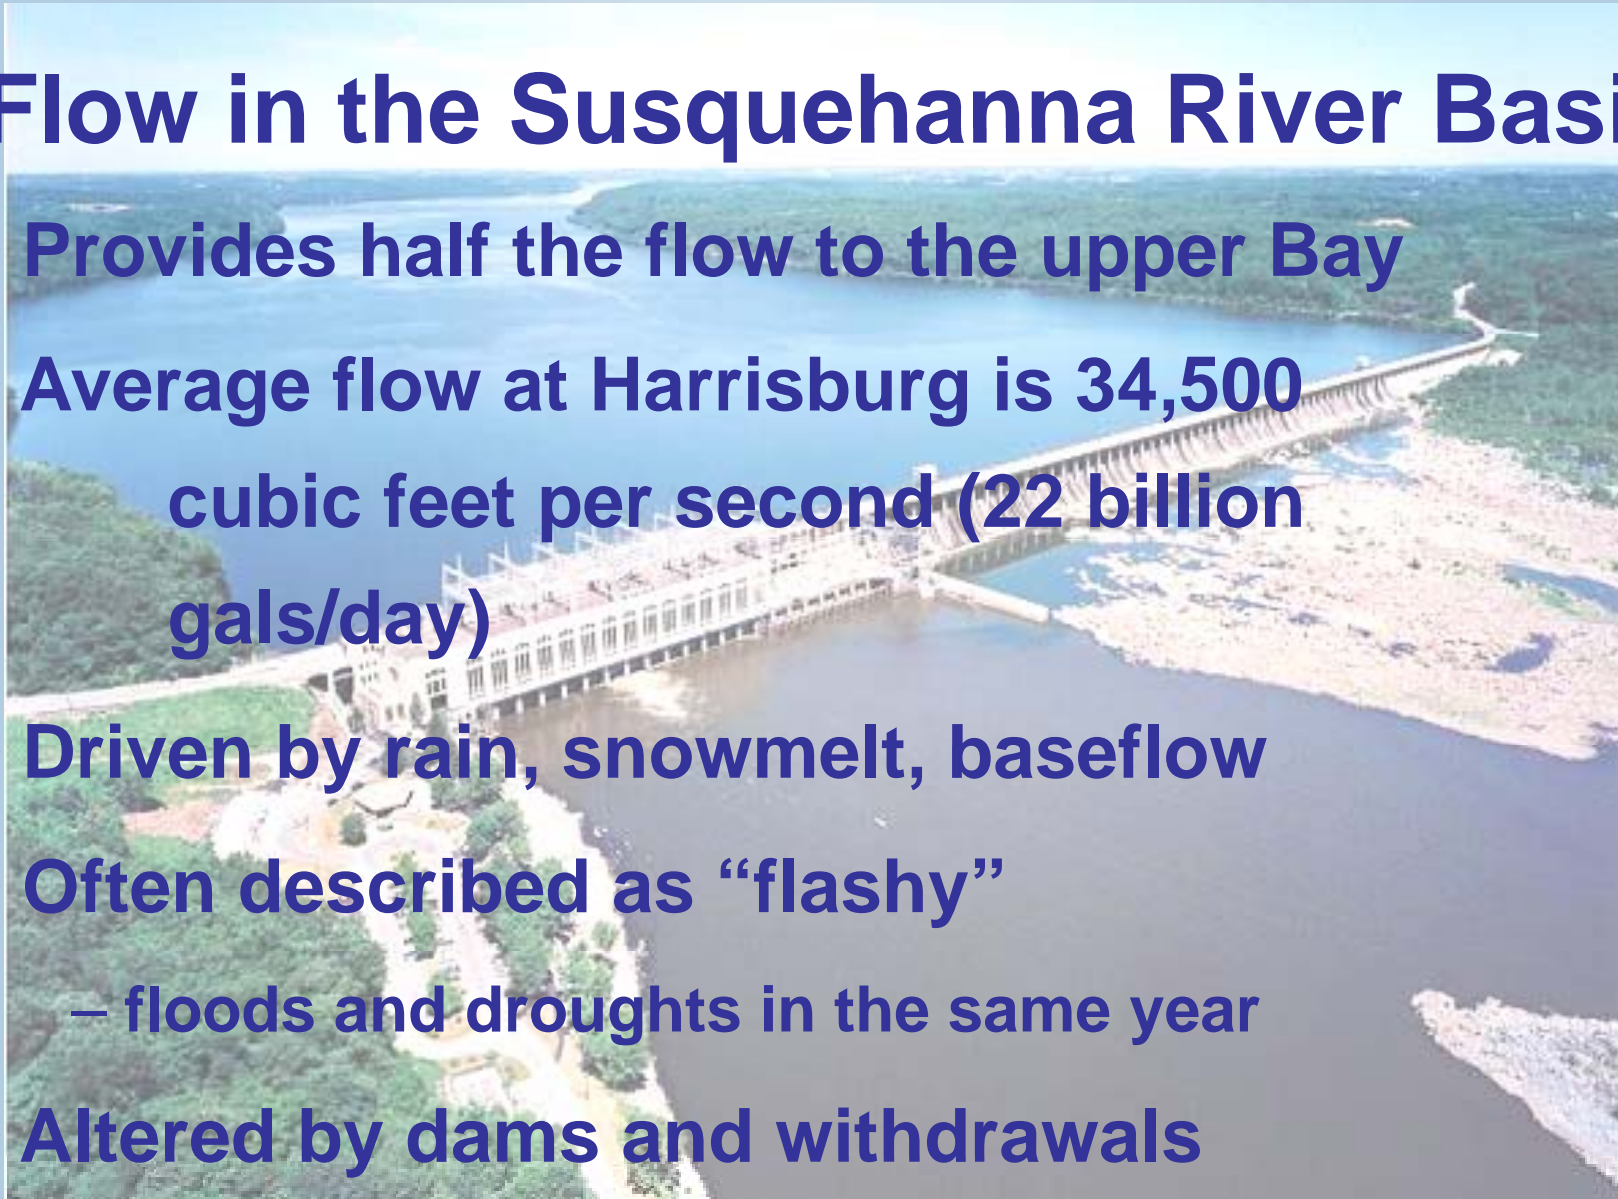 Flow in the Susquehanna River Basi
Provides half the flow to the upper Bay
Average flow at Harrisburg is 34,500
cubic feet per second (22 billion
gals/day)
Driven by rain, snowmelt, baseflow
Often described as “flashy”
– floods and droughts in the same year
Altered by dams and withdrawals